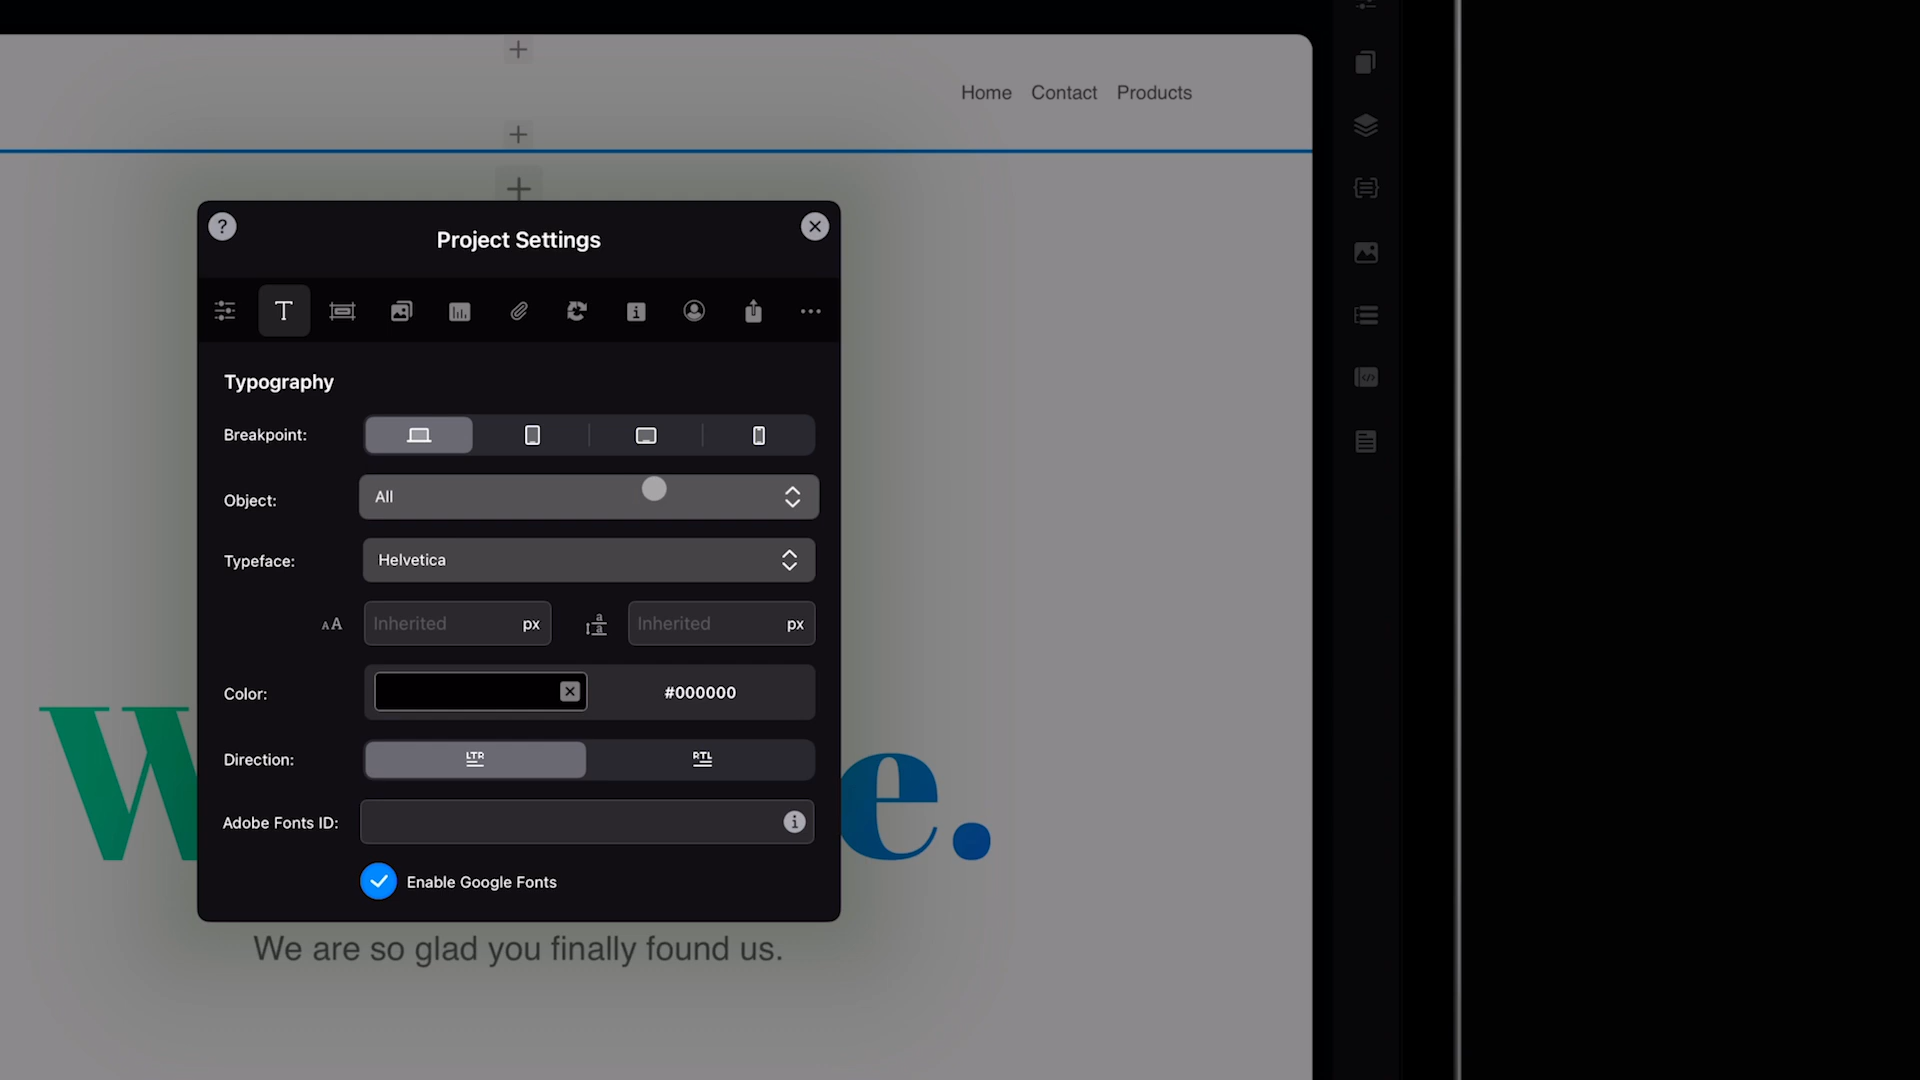 Home Contact Products
?
Project Settings
T
Typography
Breakpoint:
Object: All
Typeface: Helvetica
AA Inherited px a a Inherited px
Color: #000000
Direction: LTR RTL
Adobe Fonts ID:
Enable Google Fonts
W e.
We are so glad you finally found us.